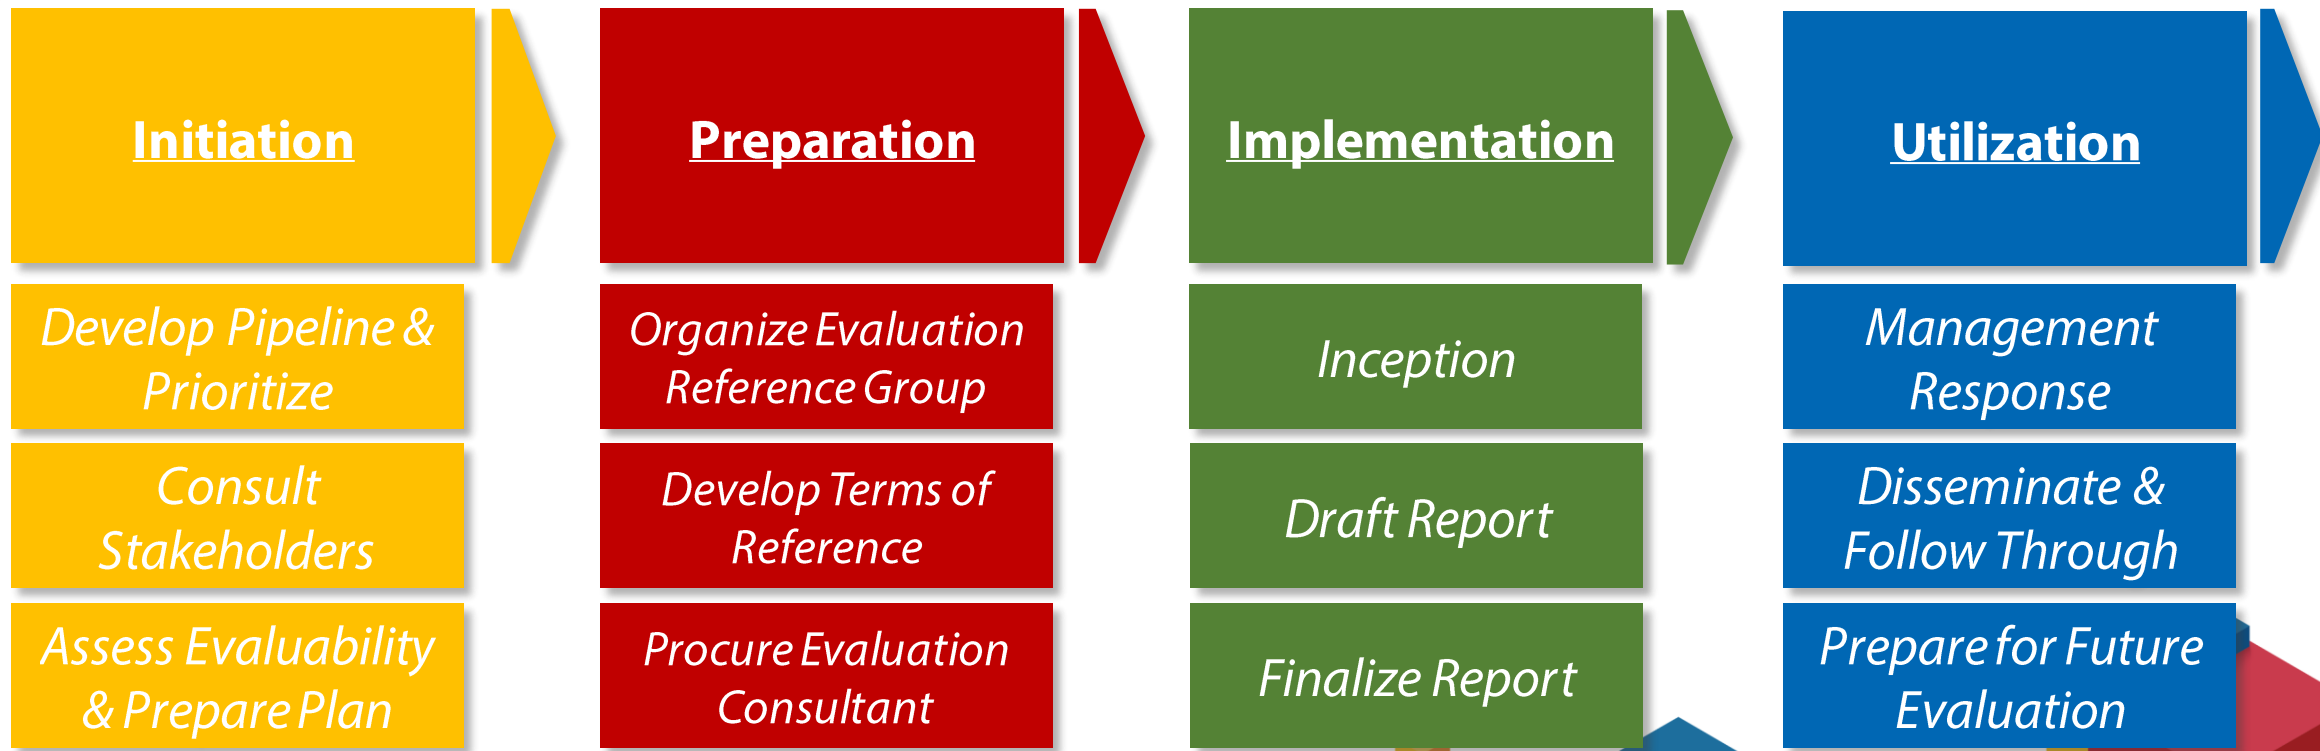 Initiation
Develop Pipeline &
Prioritize
Consult
Stakeholders
Assess Evaluability
& Prepare Plan
Preparation
Organize Evaluation
Reference Group
Develop Terms of
Reference
Procure Evaluation
Consultant
Implementation
Inception
Draft Report
Finalize Report
Utilization
Management
Response
Disseminate &
Follow Through
Prepare for Future
Evaluation